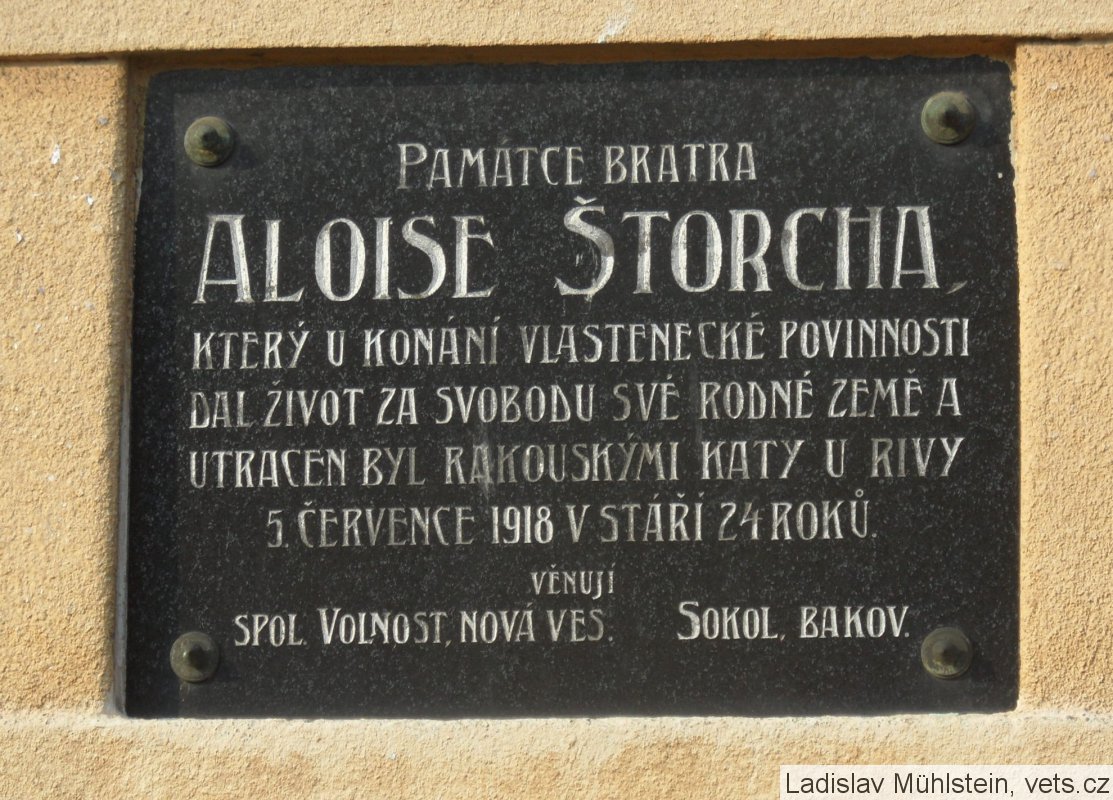 PAMÁTCE BRATRA
ALOISE ŠTORCHA,
KTERÝ U KONÁNÍ VLASTENECKÉ POVINNOSTI
DAL ŽIVOT ZA SVOBODU SVÉ RODNÉ ZEMĚ A
UTRACEN BYL RAKOUSKÝMI KATY U RIVY
5. ČERVENCE 1918 V STÁŘÍ 24 ROKŮ.
VĚNUJÍ
SPOL. VOLNOST, NOVÁ VES. SOKOL, BAKOV.
Ladislav Mühlstein, vets.cz